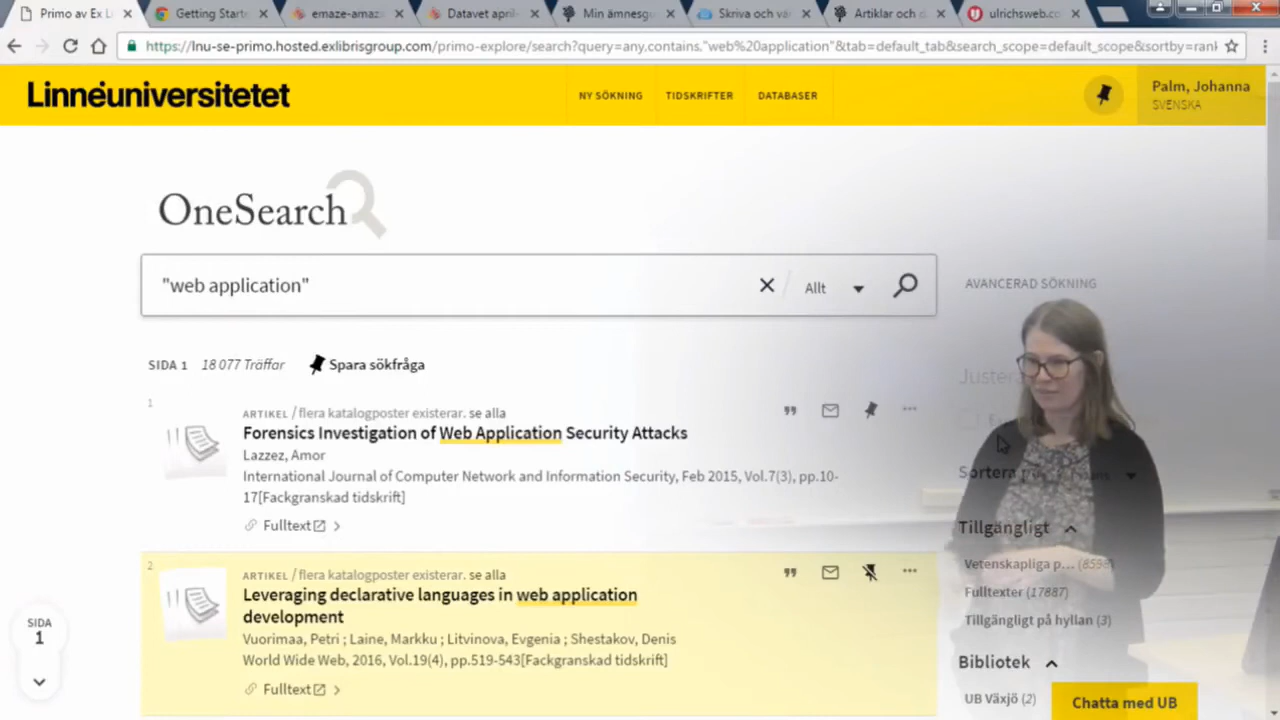 Primo av Ex Li
Getting Starte
emaze-amaz
Datavet april-
Min ämnesgu
Skriva och vä
Artiklar och d
ulrichsweb.co
https://lnu-se-primo.hosted.exlibrisgroup.com/primo-explore/search?query=any,contains,"web%20application"&tab=default_tab&search_scope=default_scope&sortby=rank
Linnéuniversitetet
NY SÖKNING
TIDSKRIFTER
DATABASER
Palm, Johanna
SVENSKA
OneSearch
"web application"
Allt
AVANCERAD SÖKNING
SIDA 1 18 077 Träffar Spara sökfråga
1
ARTIKEL / flera katalogposter existerar. se alla
Forensics Investigation of Web Application Security Attacks
Lazzez, Amor
International Journal of Computer Network and Information Security, Feb 2015, Vol.7(3), pp.10-
17[Fackgranskad tidskrift]
Fulltext
2
ARTIKEL / flera katalogposter existerar. se alla
Leveraging declarative languages in web application
development
Vuorimaa, Petri ; Laine, Markku ; Litvinova, Evgenia ; Shestakov, Denis
World Wide Web, 2016, Vol.19(4), pp.519-543[Fackgranskad tidskrift]
Fulltext
SIDA
1
Sortera
Tillgängligt
Vetenskapliga p... (8598)
Fulltexter (17887)
Tillgängligt på hyllan (3)
Bibliotek
UB Växjö (2)
Chatta med UB